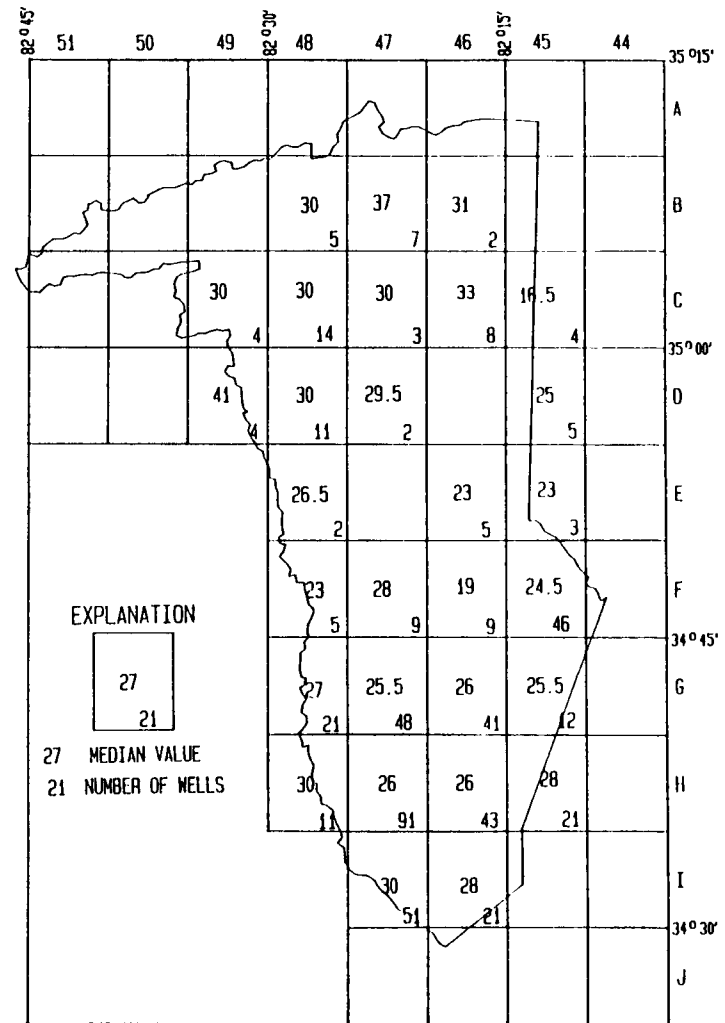 82°45' 82°30' 82°15'
51 50 49 48 47 46 45 44
35°15'
A
30 37 31 B
5 7 2
30 30 30 33 16.5 C
4 14 3 8 4
35°00'
41 30 29.5 25 D
4 11 2 5
26.5 23 23 E
2 5 3
23 28 19 24.5 F
5 9 9 46
34°45'
EXPLANATION
27
21
27 MEDIAN VALUE
21 NUMBER OF WELLS
27 25.5 26 25.5 G
21 48 41 12
30 26 26 28 H
11 91 43 21
30 28 I
51 21
34°30'
J